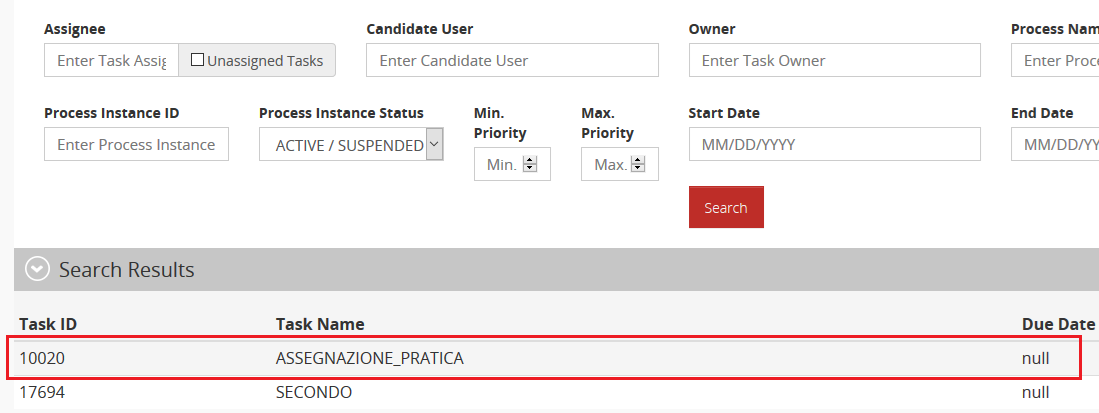 Assignee Candidate User Owner Process Nam
Enter Task Assig Unassigned Tasks Enter Candidate User Enter Task Owner Enter Proce
Process Instance ID Process Instance Status Min. Priority Max. Priority Start Date End Date
Enter Process Instance ACTIVE / SUSPENDED Min. Max. MM/DD/YYYY MM/DD/YY
Search
Search Results
Task ID Task Name Due Date
10020 ASSEGNAZIONE_PRATICA null
17694 SECONDO null